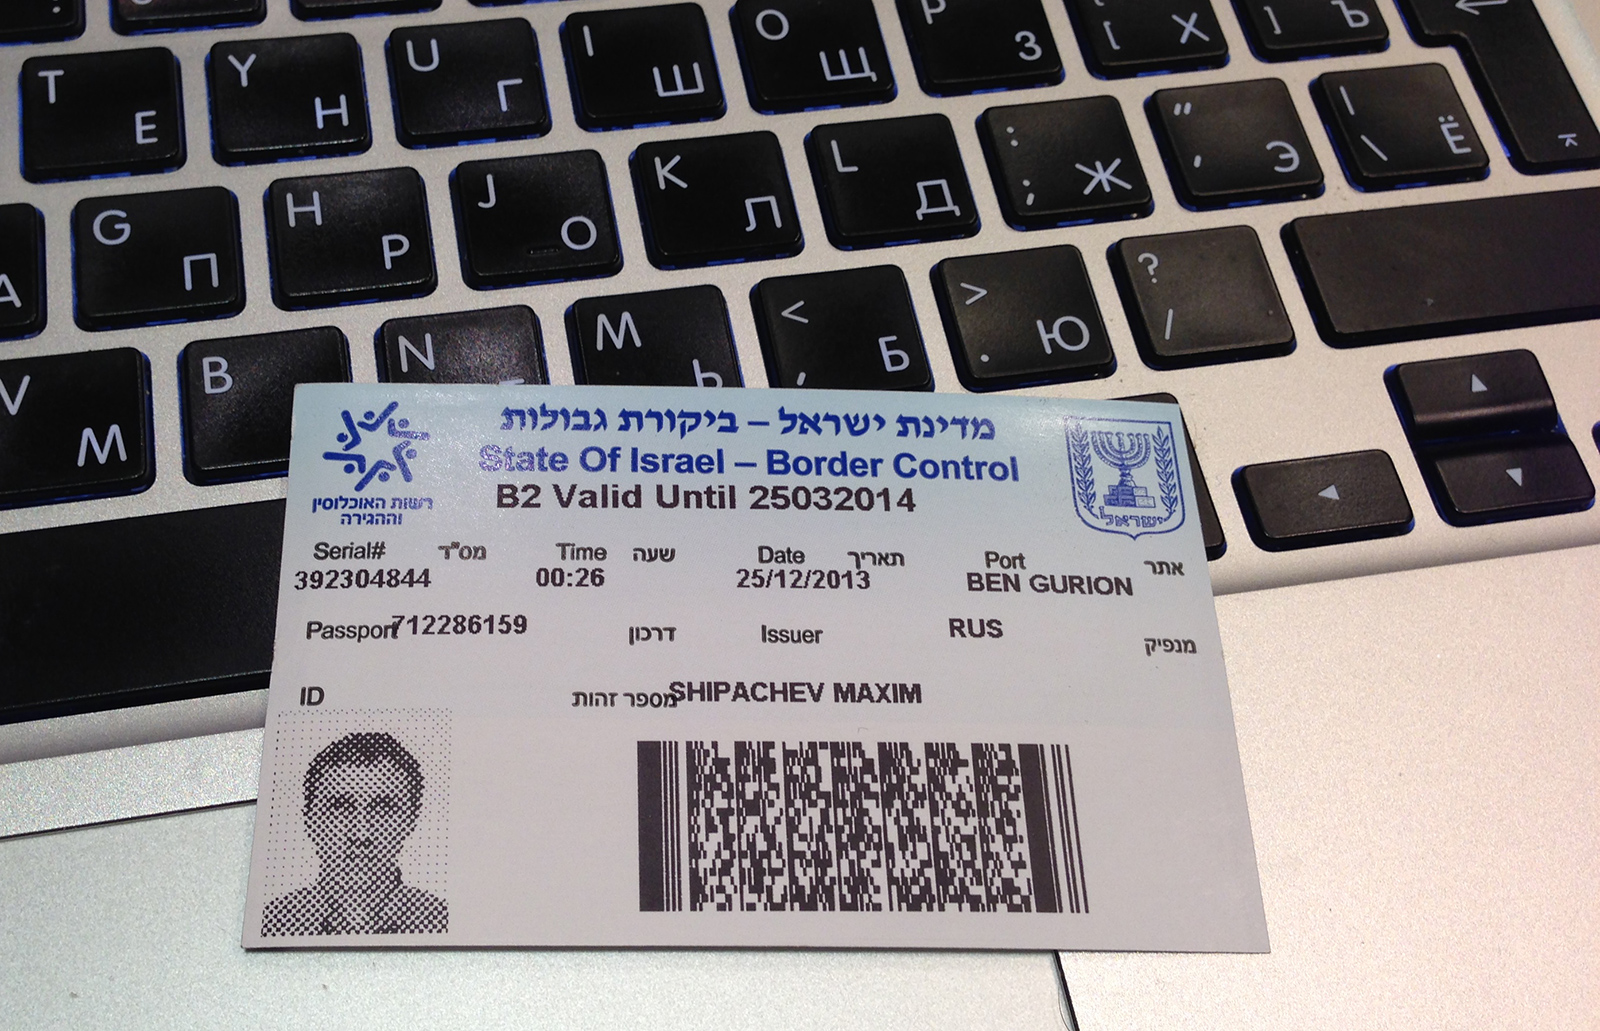 T Е
Y Н
U Г
I Ш
O Щ
P З
[ Х
] Ъ
A
G П
H Р
J О
K Л
L Д
: ; Ж
" ' Э
| \ Ё
V М
B
N
M Ь
< , Б
> . Ю
? /
מדינת ישראל – ביקורת גבולות
State Of Israel – Border Control
B2 Valid Until 25032014
רשות האוכלוסין
וההגירה
ישראל
Serial# מס"ד Time שעה Date תאריך Port אתר
392304844 00:26 25/12/2013 BEN GURION
Passport 712286159 דרכון Issuer RUS מנפיק
ID מספר זהות SHIPACHEV MAXIM